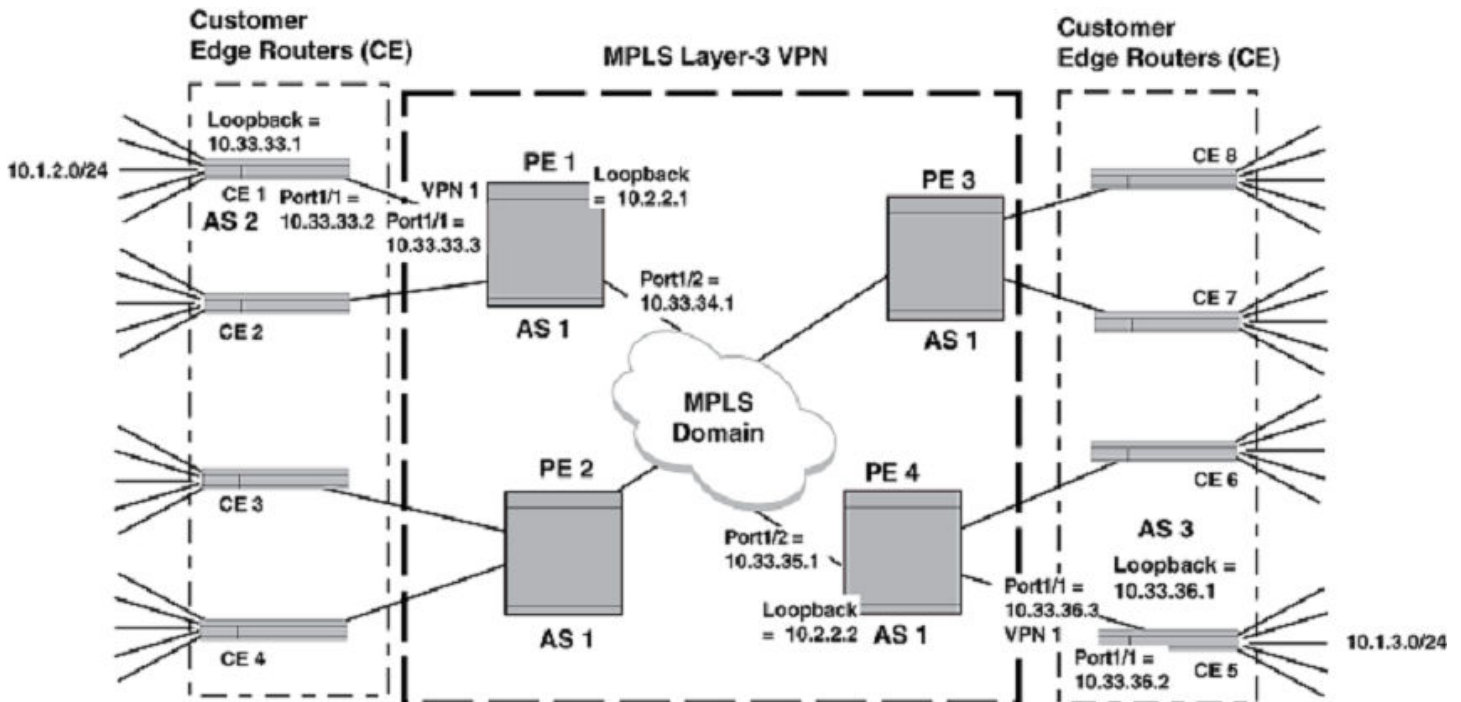 Customer
Edge Routers (CE)
MPLS Layer-3 VPN
Customer
Edge Routers (CE)
Loopback =
10.33.33.1
10.1.2.0/24
CE 1
AS 2
Port1/1 =
10.33.33.2
VPN 1
Port1/1 =
10.33.33.3
PE 1
Loopback
= 10.2.2.1
AS 1
Port1/2 =
10.33.34.1
PE 3
AS 1
CE 8
CE 2
CE 7
MPLS
Domain
CE 3
PE 2
AS 1
PE 4
Port1/2 =
10.33.35.1
Loopback
= 10.2.2.2
AS 1
CE 6
AS 3
Loopback =
10.33.36.1
Port1/1 =
10.33.36.3
VPN 1
CE 4
Port1/1 =
10.33.36.2
CE 5
10.1.3.0/24